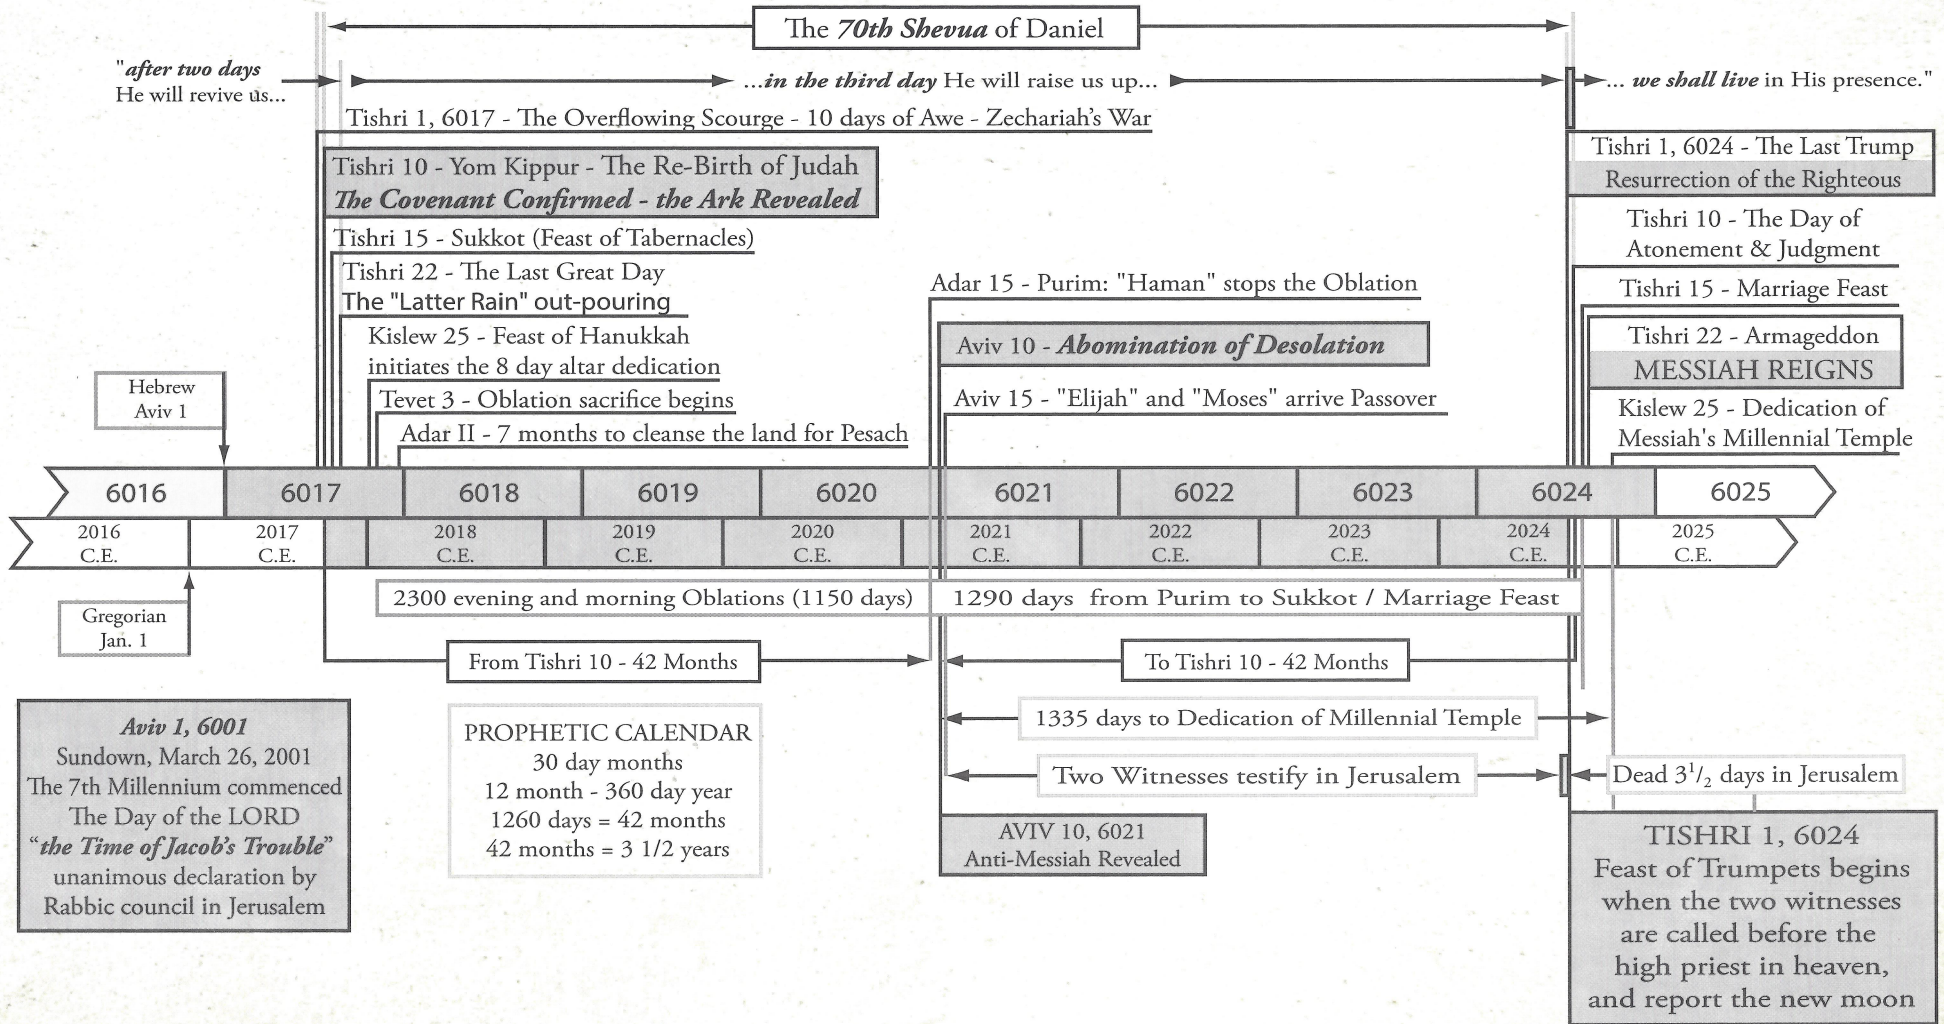 The 70th Shevua of Daniel
"after two days
He will revive us...
...in the third day He will raise us up...
... we shall live in His presence."
Tishri 1, 6017 - The Overflowing Scourge - 10 days of Awe - Zechariah's War
Tishri 10 - Yom Kippur - The Re-Birth of Judah
The Covenant Confirmed - the Ark Revealed
Tishri 15 - Sukkot (Feast of Tabernacles)
Tishri 22 - The Last Great Day
The "Latter Rain" out-pouring
Kislew 25 - Feast of Hanukkah
initiates the 8 day altar dedication
Tevet 3 - Oblation sacrifice begins
Adar II - 7 months to cleanse the land for Pesach
Adar 15 - Purim: "Haman" stops the Oblation
Aviv 10 - Abomination of Desolation
Aviv 15 - "Elijah" and "Moses" arrive Passover
Tishri 1, 6024 - The Last Trump
Resurrection of the Righteous
Tishri 10 - The Day of
Atonement & Judgment
Tishri 15 - Marriage Feast
Tishri 22 - Armageddon
MESSIAH REIGNS
Kislew 25 - Dedication of
Messiah's Millennial Temple
Hebrew
Aviv 1
6016 6017 6018 6019 6020 6021 6022 6023 6024 6025
2016 2017 2018 2019 2020 2021 2022 2023 2024 2025
C.E. C.E. C.E. C.E. C.E. C.E. C.E. C.E. C.E. C.E.
Gregorian
Jan. 1
2300 evening and morning Oblations (1150 days)
1290 days from Purim to Sukkot / Marriage Feast
From Tishri 10 - 42 Months
To Tishri 10 - 42 Months
1335 days to Dedication of Millennial Temple
Two Witnesses testify in Jerusalem
Dead 3 1/2 days in Jerusalem
Aviv 1, 6001
Sundown, March 26, 2001
The 7th Millennium commenced
The Day of the LORD
“the Time of Jacob's Trouble”
unanimous declaration by
Rabbic council in Jerusalem
PROPHETIC CALENDAR
30 day months
12 month - 360 day year
1260 days = 42 months
42 months = 3 1/2 years
AVIV 10, 6021
Anti-Messiah Revealed
TISHRI 1, 6024
Feast of Trumpets begins
when the two witnesses
are called before the
high priest in heaven,
and report the new moon